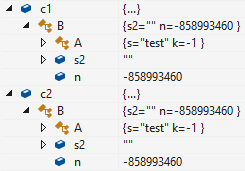 c1 {...}
B {s2="" n=-858993460 }
A {s="test" k=-1 }
s2 ""
n -858993460
c2 {...}
B {s2="" n=-858993460 }
A {s="test" k=-1 }
s2 ""
n -858993460